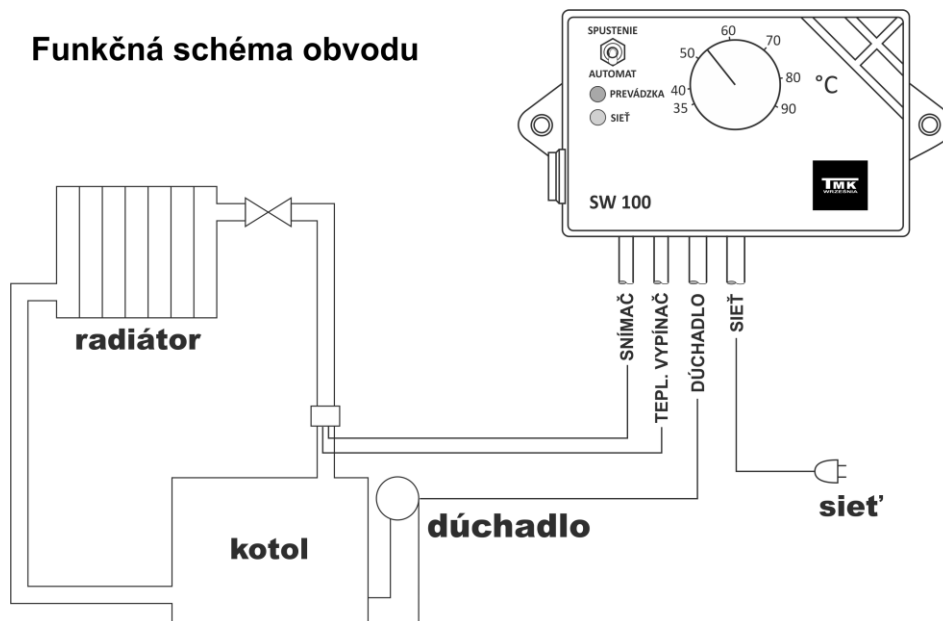 Funkčná schéma obvodu
SPUSTENIE
AUTOMAT
PREVÁDZKA
SIEŤ
35
40
50
60
70
80
90
°C
TMK
WRZEŚNIA
SW 100
SNÍMAČ
TEPL. VYPÍNAČ
DÚCHADLO
SIEŤ
radiátor
kotol
dúchadlo
sieť